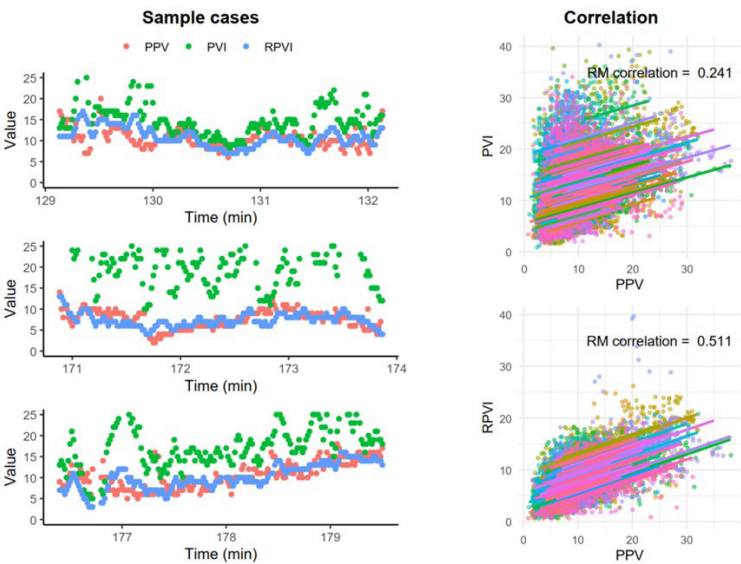 Sample cases
PPV PVI RPVI
Value
25
20
15
10
5
0
129 130 131 132
Time (min)
Value
25
20
15
10
5
0
171 172 173 174
Time (min)
Value
25
20
15
10
5
0
177 178 179
Time (min)
Correlation
RM correlation = 0.241
PVI
40
30
20
10
0
0 10 20 30
PPV
RM correlation = 0.511
RPVI
40
30
20
10
0
0 10 20 30
PPV